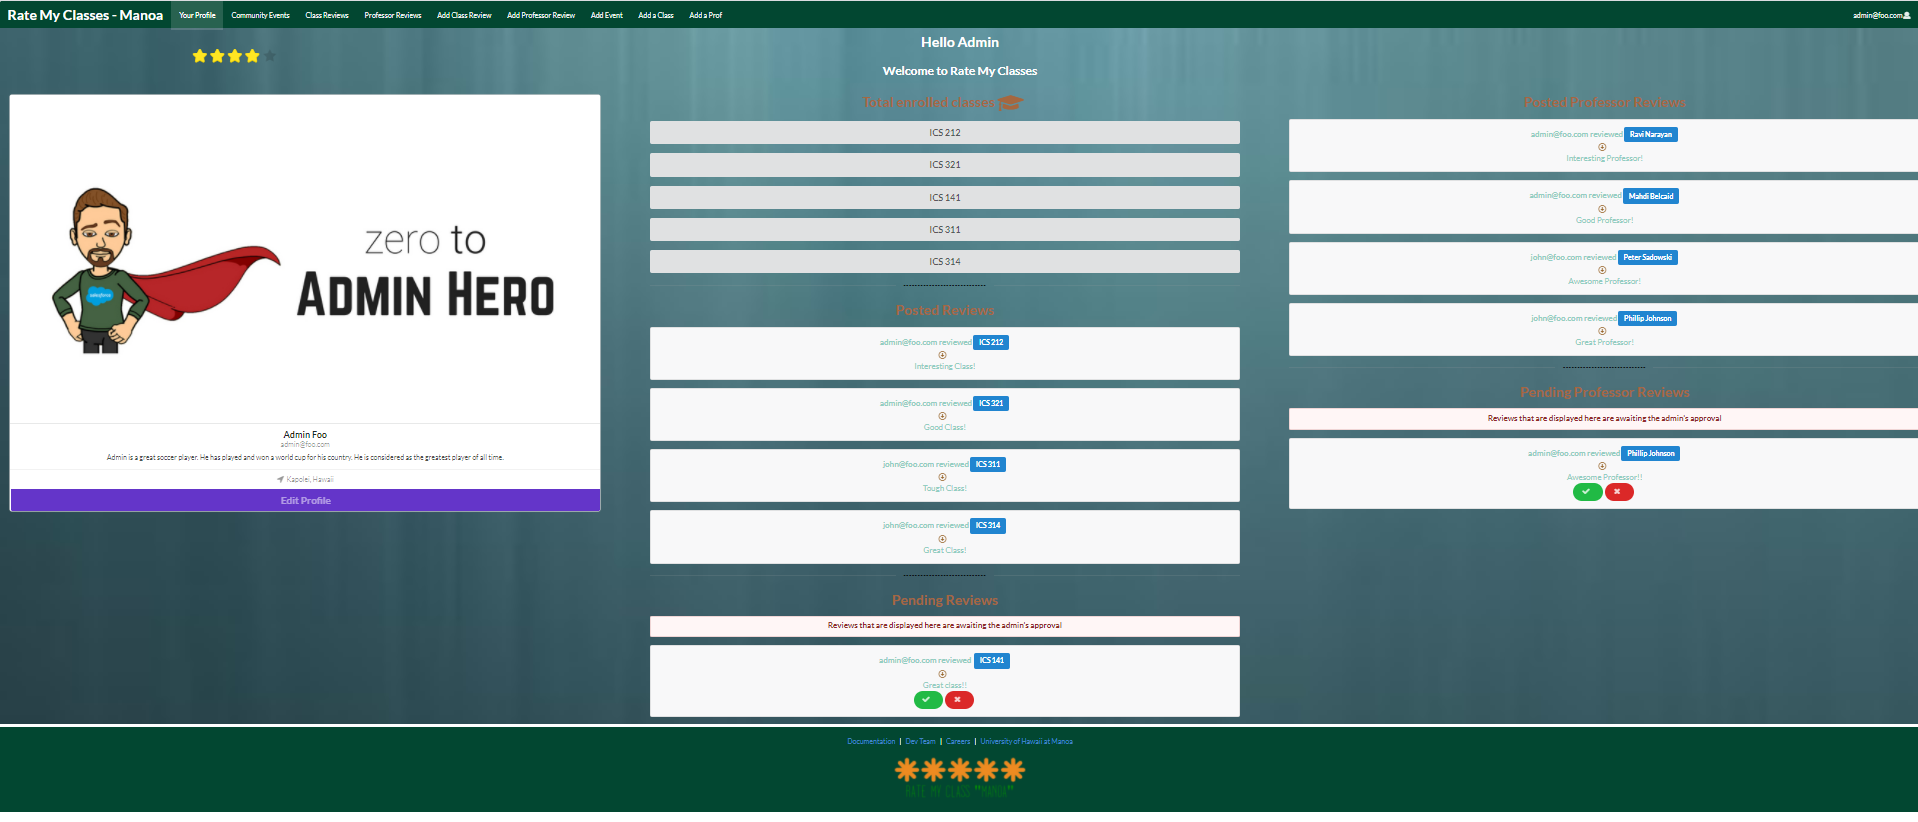 Rate My Classes - Manoa Your Profile Community Events Class Reviews Professor Reviews Add Class Review Add Professor Review Add Event Add a Class Add a Prof admin@foo.com
Hello Admin
Welcome to Rate My Classes
salesforce
zero to
ADMIN HERO
Admin Foo
admin@foo.com
Admin is a great soccer player. He has played and won a world cup for his country. He is considered as the greatest player of all time.
Kapolei, Hawaii
Edit Profile
Total enrolled classes
ICS 212
ICS 321
ICS 141
ICS 311
ICS 314
Posted Reviews
admin@foo.com reviewed ICS 212
Interesting Class!
admin@foo.com reviewed ICS 321
Good Class!
john@foo.com reviewed ICS 311
Tough Class!
john@foo.com reviewed ICS 314
Great Class!
Pending Reviews
Reviews that are displayed here are awaiting the admin's approval
admin@foo.com reviewed ICS 141
Great class!!
Posted Professor Reviews
admin@foo.com reviewed Ravi Narayan
Interesting Professor!
admin@foo.com reviewed Mahdi Belcaid
Good Professor!
john@foo.com reviewed Peter Sadowski
Awesome Professor!
john@foo.com reviewed Phillip Johnson
Great Professor!
Pending Professor Reviews
Reviews that are displayed here are awaiting the admin's approval
admin@foo.com reviewed Phillip Johnson
Awesome Professor!!
Documentation | Dev Team | Careers | University of Hawaii at Manoa
RATE MY CLASS "MANOA"